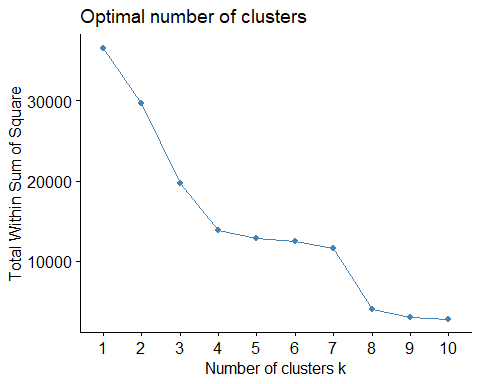 Optimal number of clusters
Total Within Sum of Square
30000
20000
10000
1 2 3 4 5 6 7 8 9 10
Number of clusters k